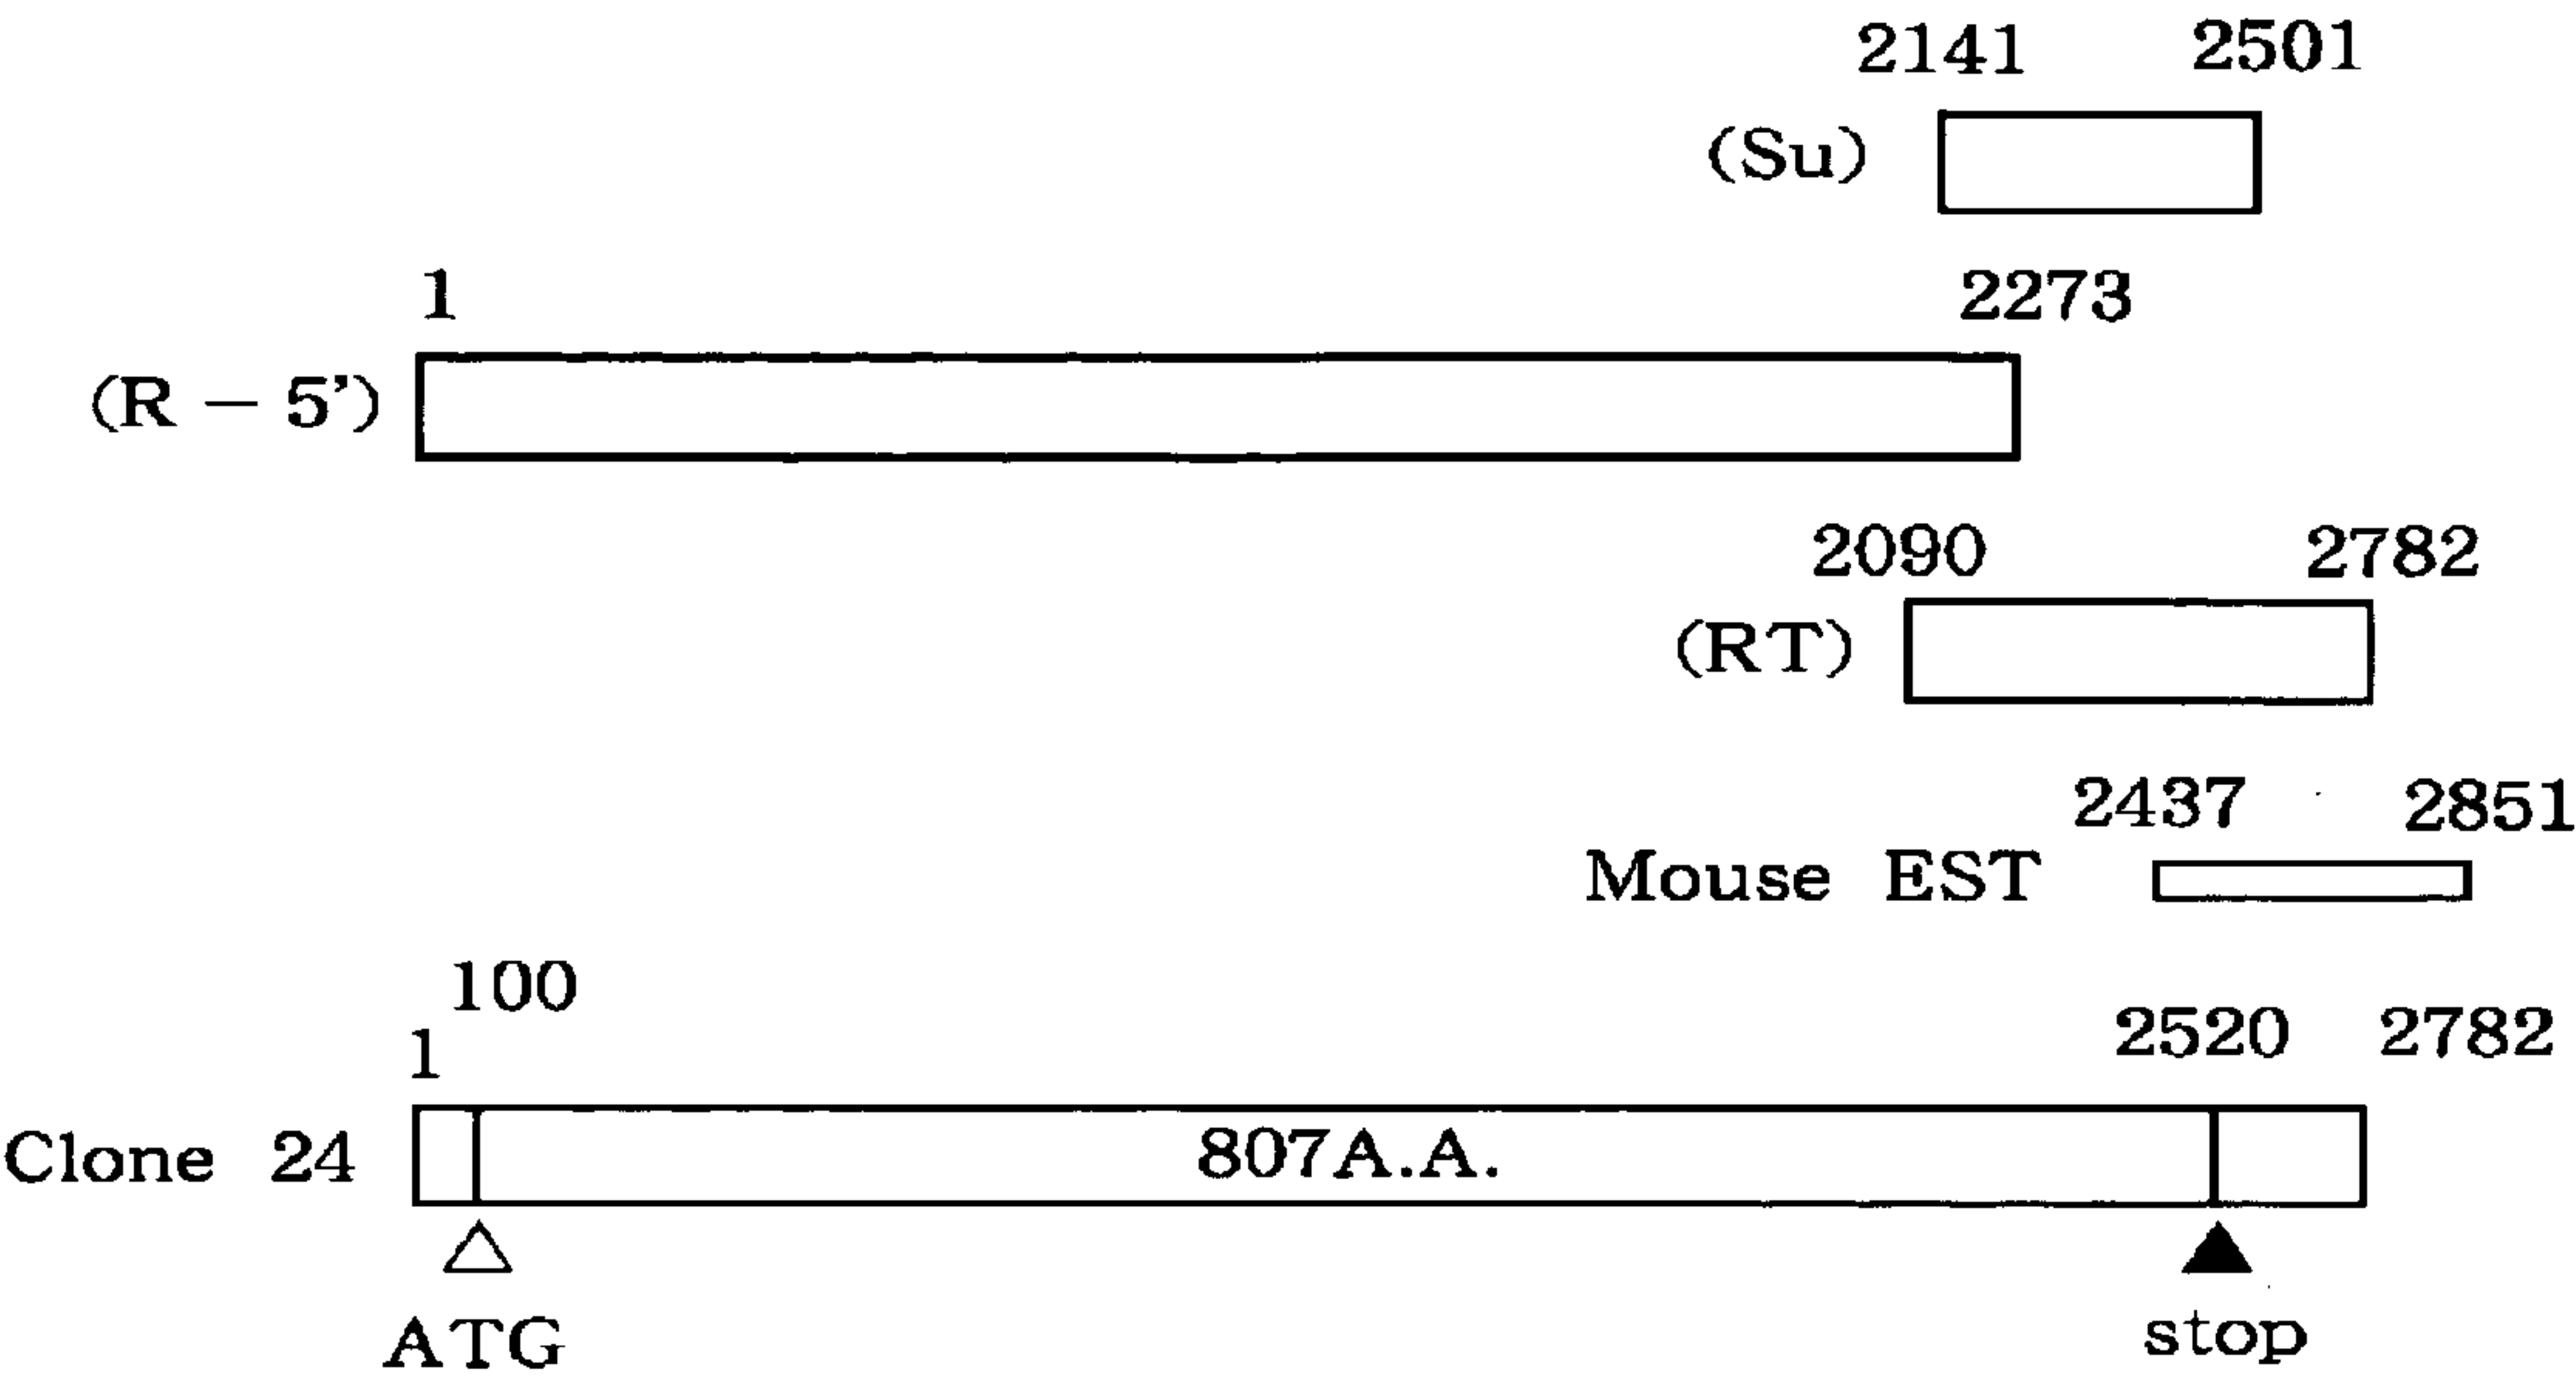 2141 2501
(Su)
1 2273
(R – 5’)
2090 2782
(RT)
2437 2851
Mouse EST
100
1 2520 2782
Clone 24 807A.A.
ATG stop